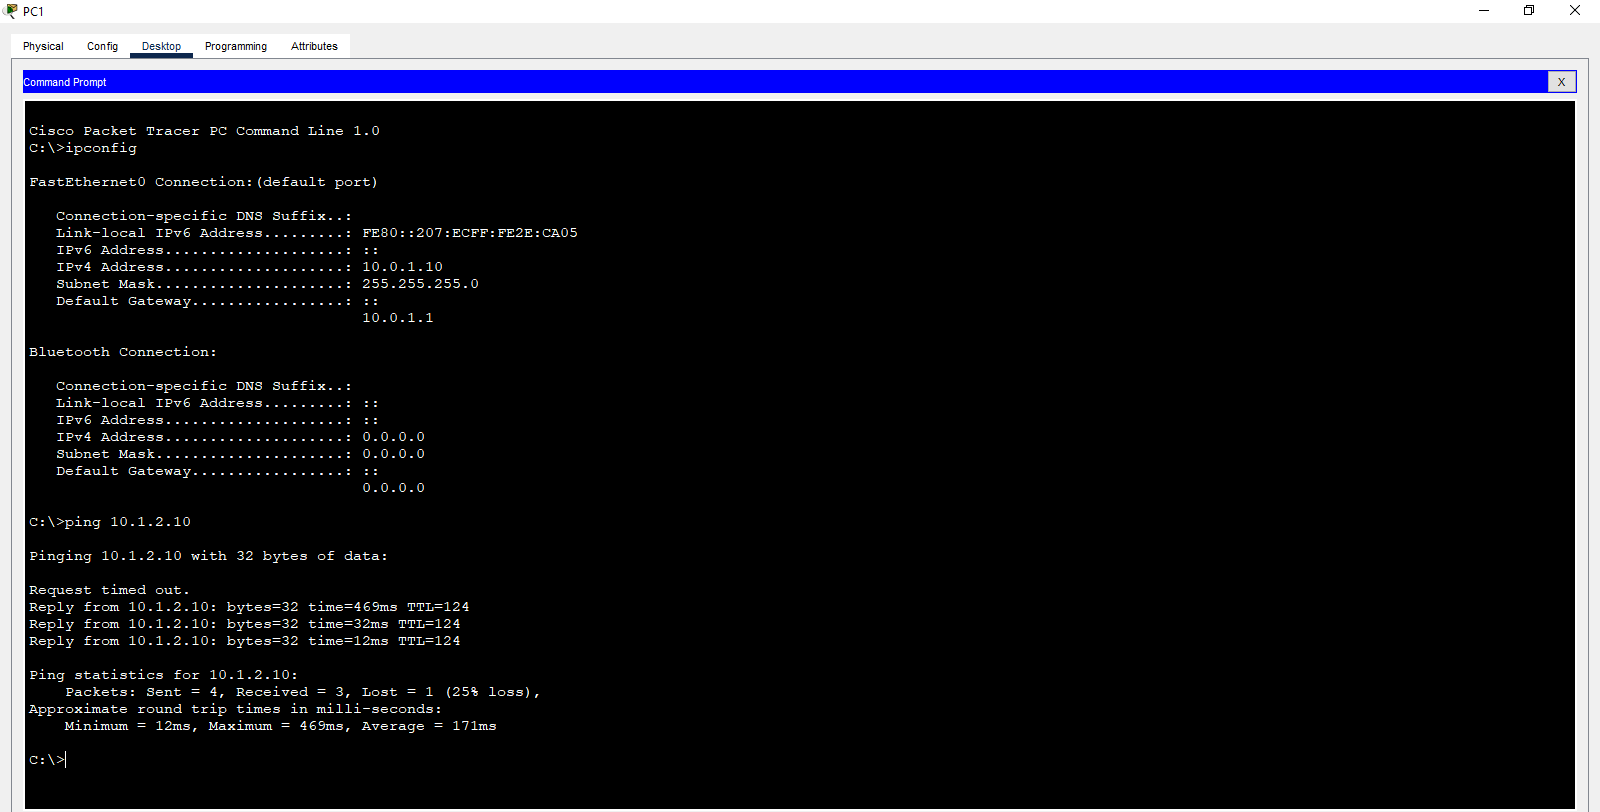 PC1
Physical Config Desktop Programming Attributes
Command Prompt X
Cisco Packet Tracer PC Command Line 1.0
C:\>ipconfig
FastEthernet0 Connection:(default port)
Connection-specific DNS Suffix..:
Link-local IPv6 Address.........: FE80::207:ECFF:FE2E:CA05
IPv6 Address....................: ::
IPv4 Address....................: 10.0.1.10
Subnet Mask.....................: 255.255.255.0
Default Gateway.................: ::
10.0.1.1
Bluetooth Connection:
Connection-specific DNS Suffix..:
Link-local IPv6 Address.........: ::
IPv6 Address....................: ::
IPv4 Address....................: 0.0.0.0
Subnet Mask.....................: 0.0.0.0
Default Gateway.................: ::
0.0.0.0
C:\>ping 10.1.2.10
Pinging 10.1.2.10 with 32 bytes of data:
Request timed out.
Reply from 10.1.2.10: bytes=32 time=469ms TTL=124
Reply from 10.1.2.10: bytes=32 time=32ms TTL=124
Reply from 10.1.2.10: bytes=32 time=12ms TTL=124
Ping statistics for 10.1.2.10:
Packets: Sent = 4, Received = 3, Lost = 1 (25% loss),
Approximate round trip times in milli-seconds:
Minimum = 12ms, Maximum = 469ms, Average = 171ms
C:\>